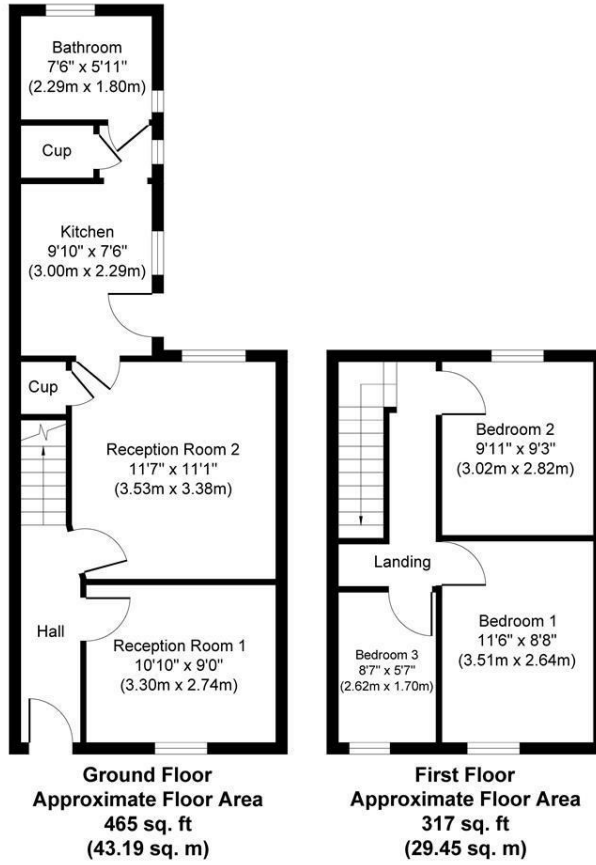 Bathroom
7'6" x 5'11"
(2.29m x 1.80m)
Cup
Kitchen
9'10" x 7'6"
(3.00m x 2.29m)
Cup
Reception Room 2
11'7" x 11'1"
(3.53m x 3.38m)
Hall
Reception Room 1
10'10" x 9'0"
(3.30m x 2.74m)
Ground Floor
Approximate Floor Area
465 sq. ft
(43.19 sq. m)
Bedroom 2
9'11" x 9'3"
(3.02m x 2.82m)
Landing
Bedroom 1
11'6" x 8'8"
(3.51m x 2.64m)
Bedroom 3
8'7" x 5'7"
(2.62m x 1.70m)
First Floor
Approximate Floor Area
317 sq. ft
(29.45 sq. m)